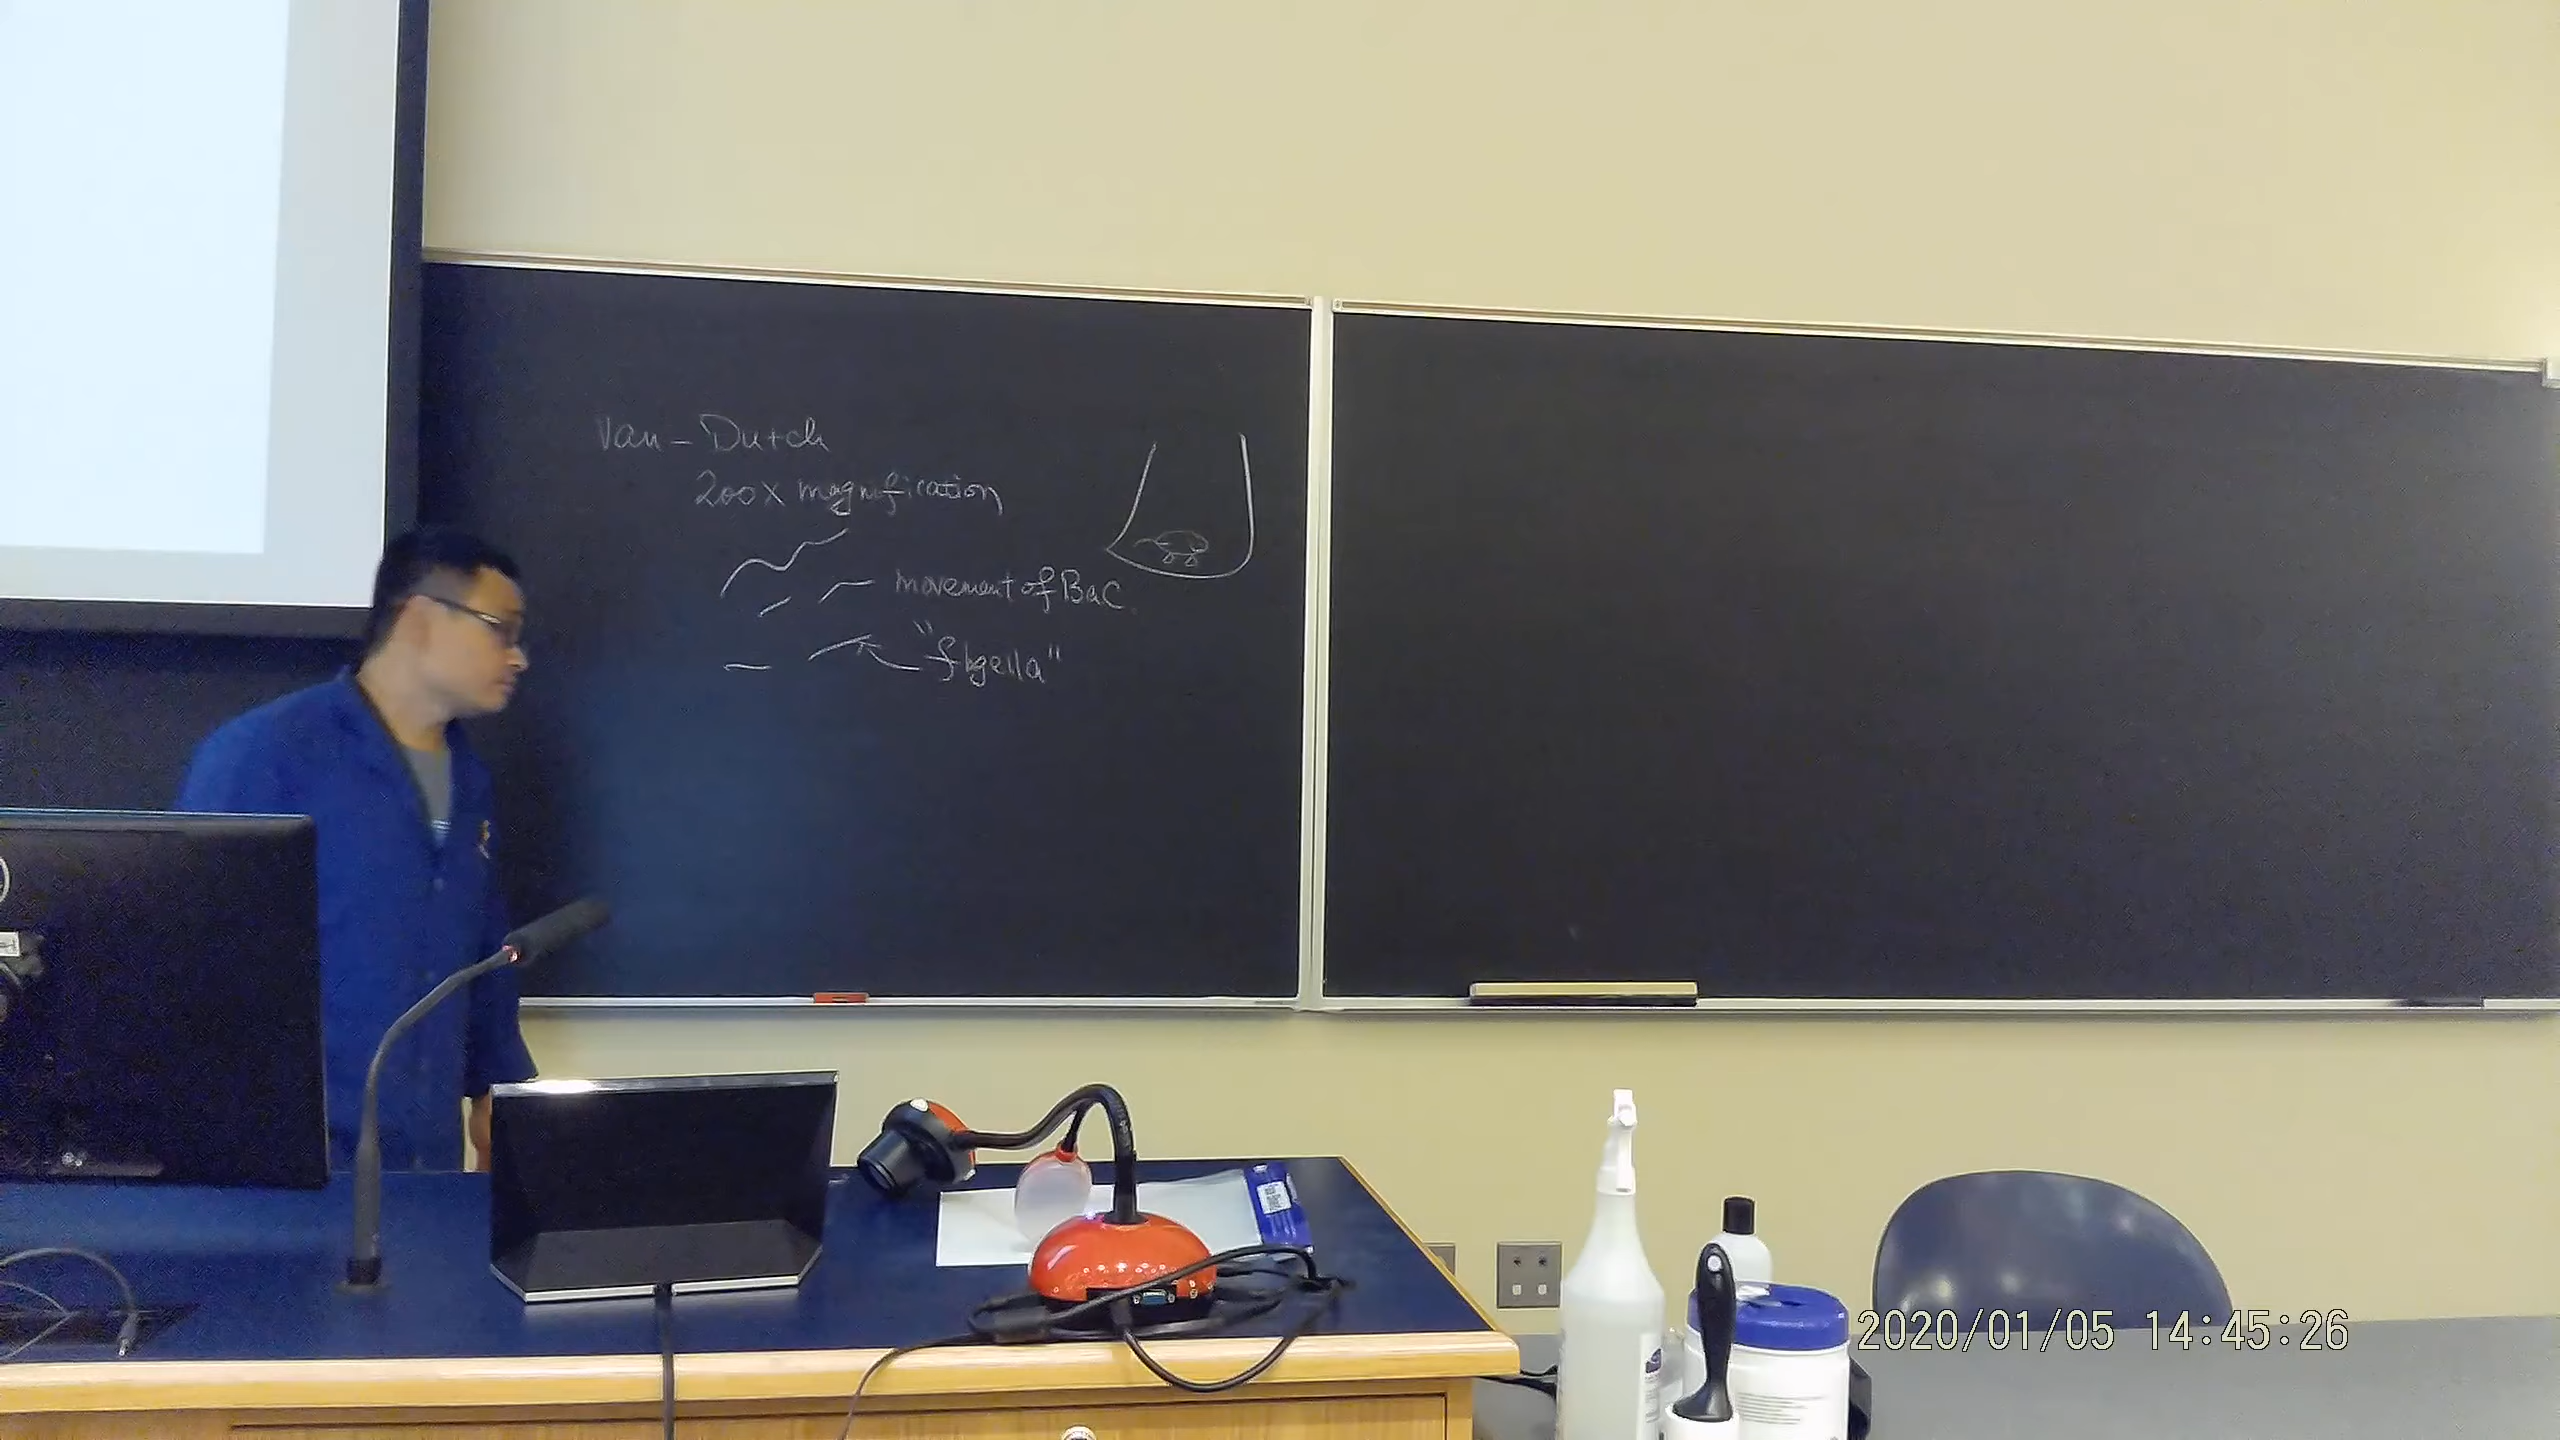 Van - Dutch
200X magnification
movement of BaC.
"flgella"
2020/01/05 14:45:26